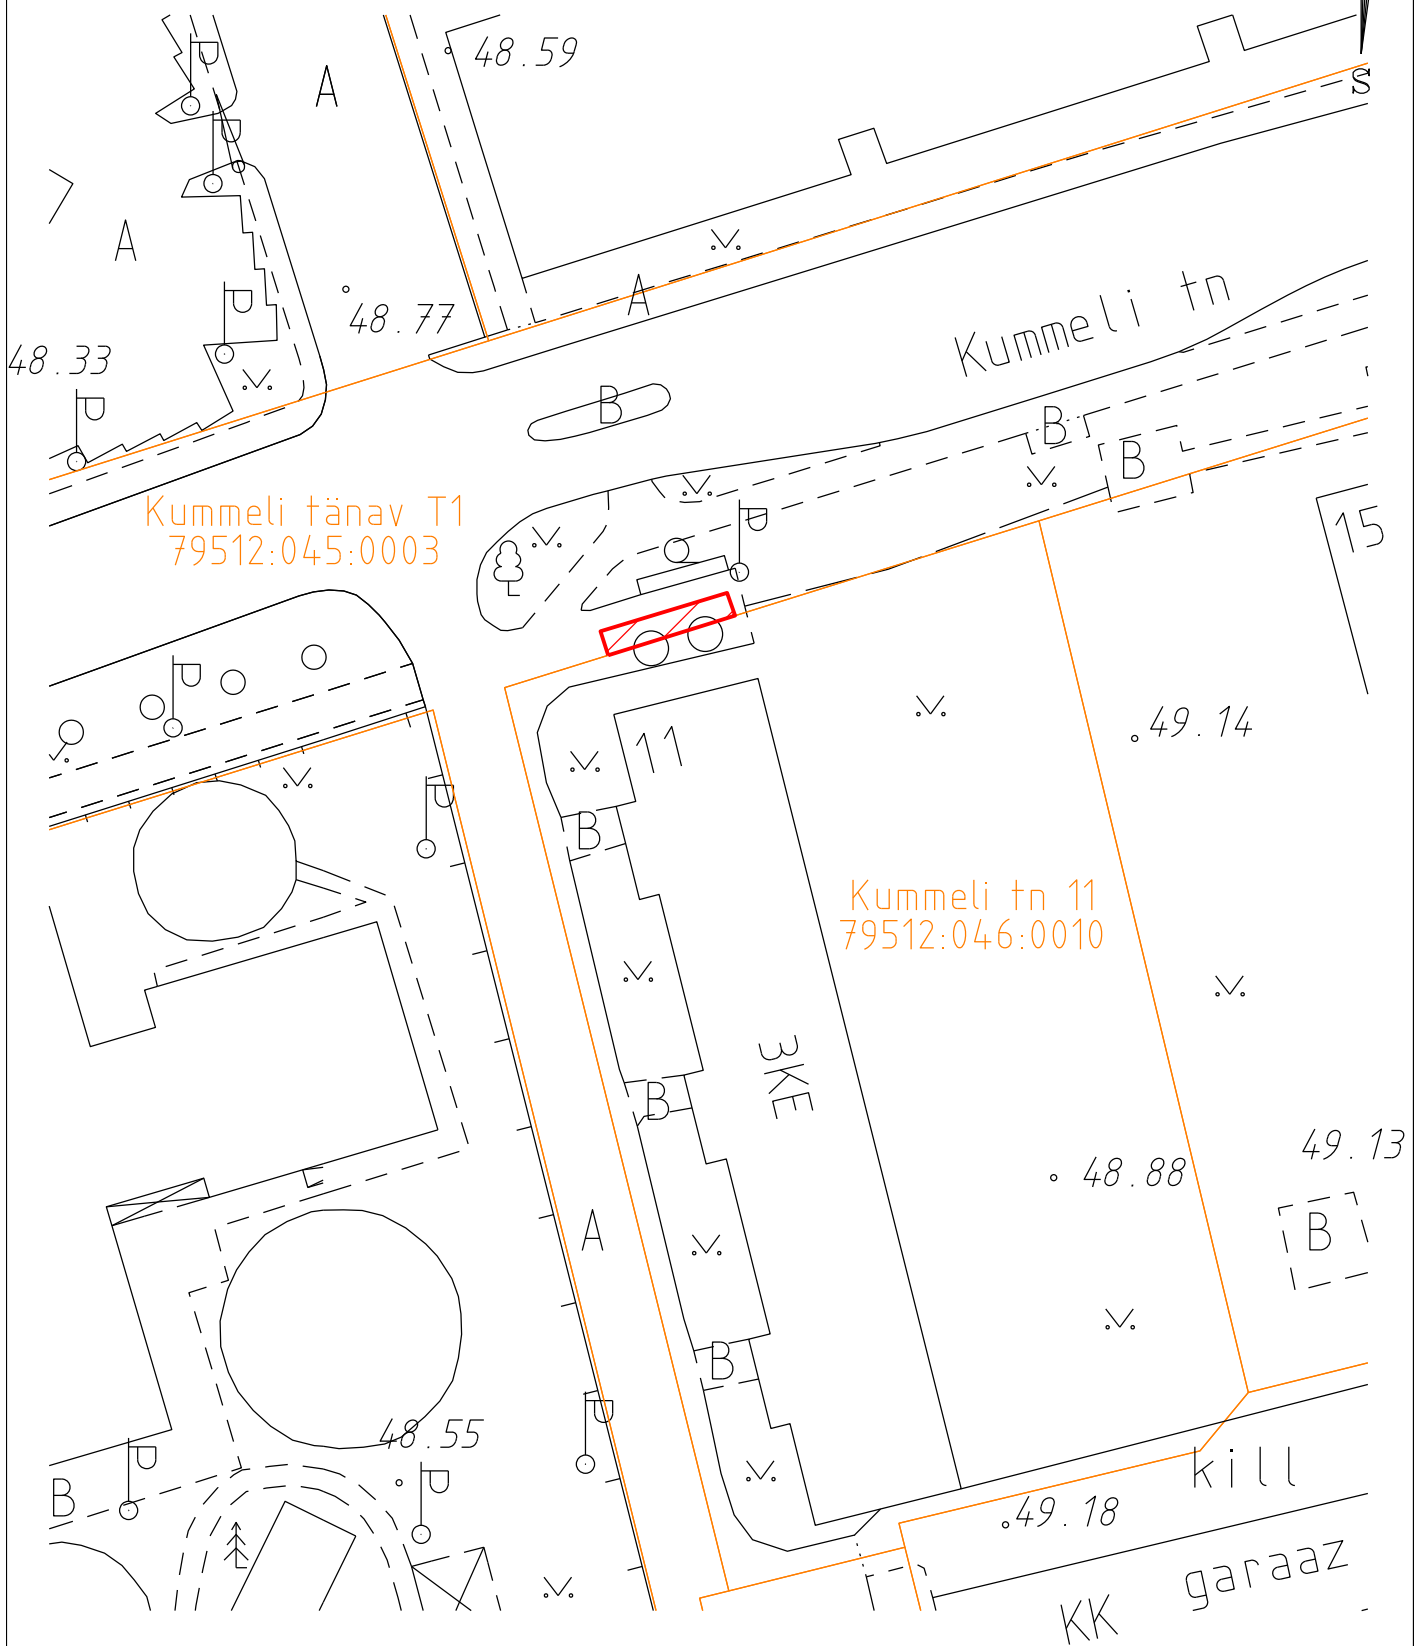 48.59
S
A
A
48.77
A
Kummeli tn
48.33
B
B
B
Kummeli tänav T1
79512:045:0003
15
11
49.14
B
Kummeli tn 11
79512:046:0010
3KE
B
49.13
48.88
A
B
B
48.55
kill
B
49.18
garaaz
KK